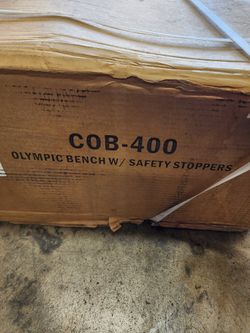 COB-400
OLYMPIC BENCH W/ SAFETY STOPPERS